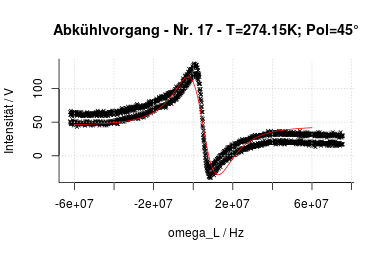 Abkühlvorgang - Nr. 17 - T=274.15K; Pol=45°
Intensität / V
100
50
0
-6e+07 -2e+07 2e+07 6e+07
omega_L / Hz